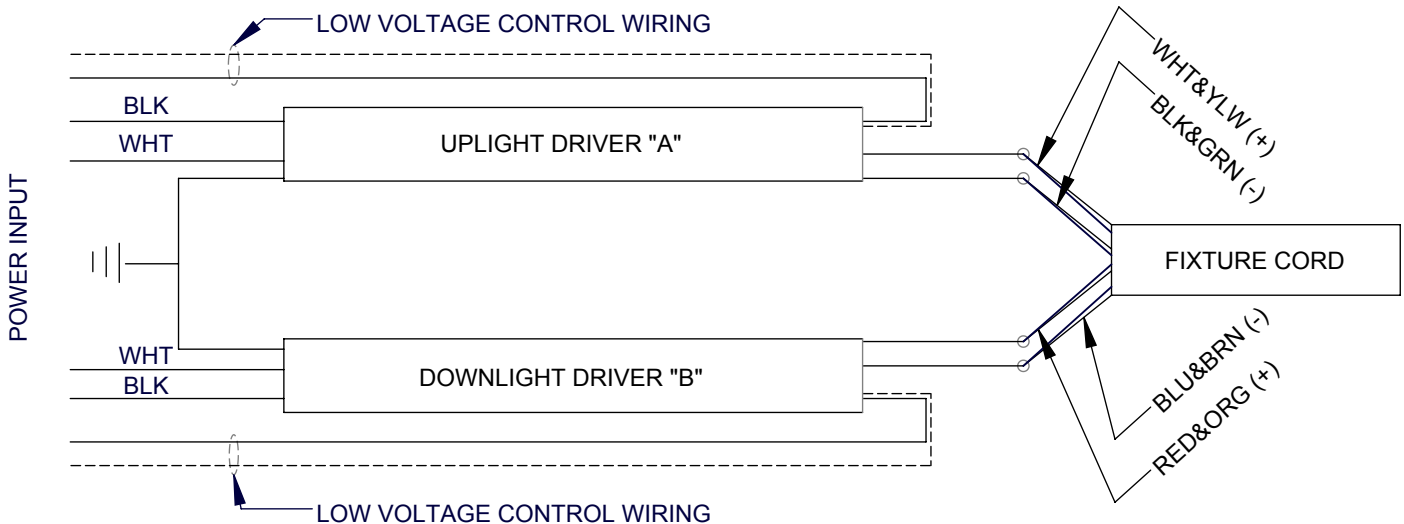 LOW VOLTAGE CONTROL WIRING
BLK
WHT
UPLIGHT DRIVER "A"
WHT&YLW (+)
BLK&GRN (-)
POWER INPUT
FIXTURE CORD
WHT
BLK
DOWNLIGHT DRIVER "B"
BLU&BRN (-)
RED&ORG (+)
LOW VOLTAGE CONTROL WIRING